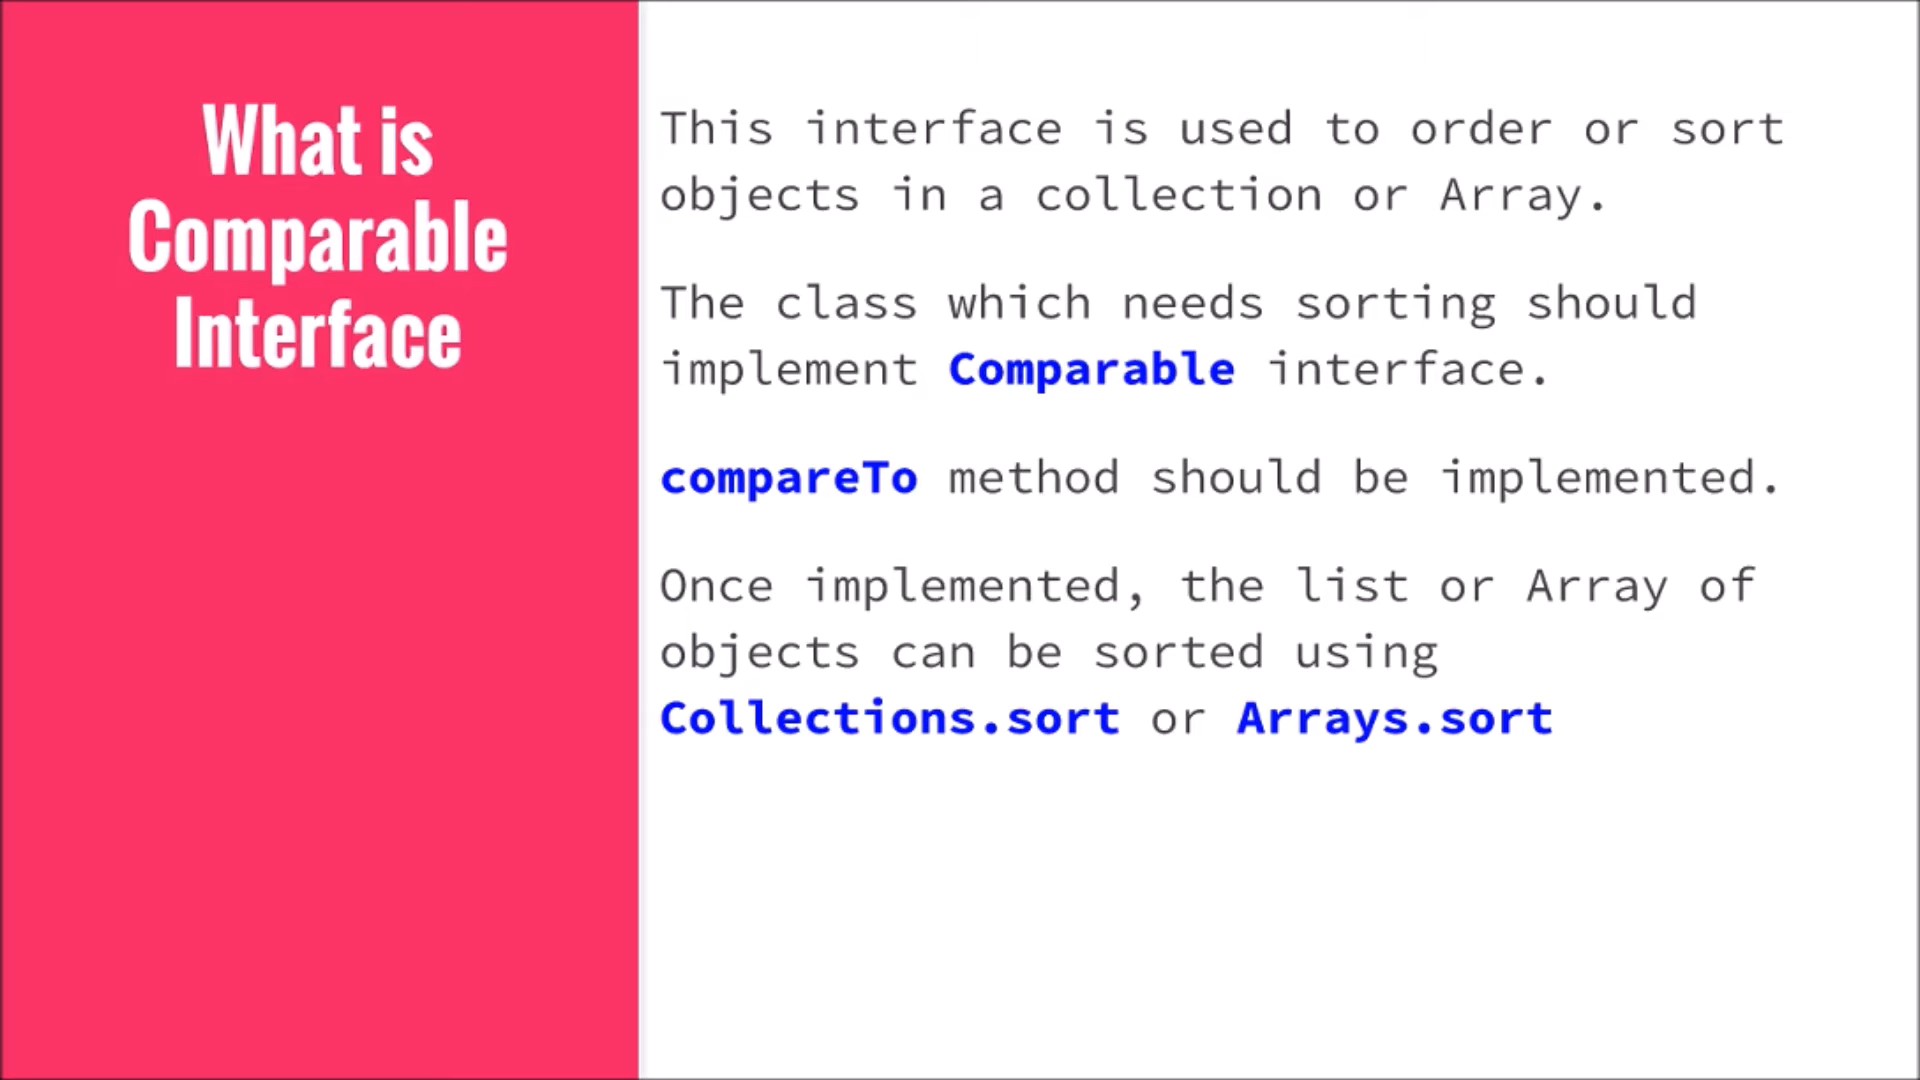 What is
Comparable
Interface
This interface is used to order or sort
objects in a collection or Array.
The class which needs sorting should
implement Comparable interface.
compareTo method should be implemented.
Once implemented, the list or Array of
objects can be sorted using
Collections.sort or Arrays.sort